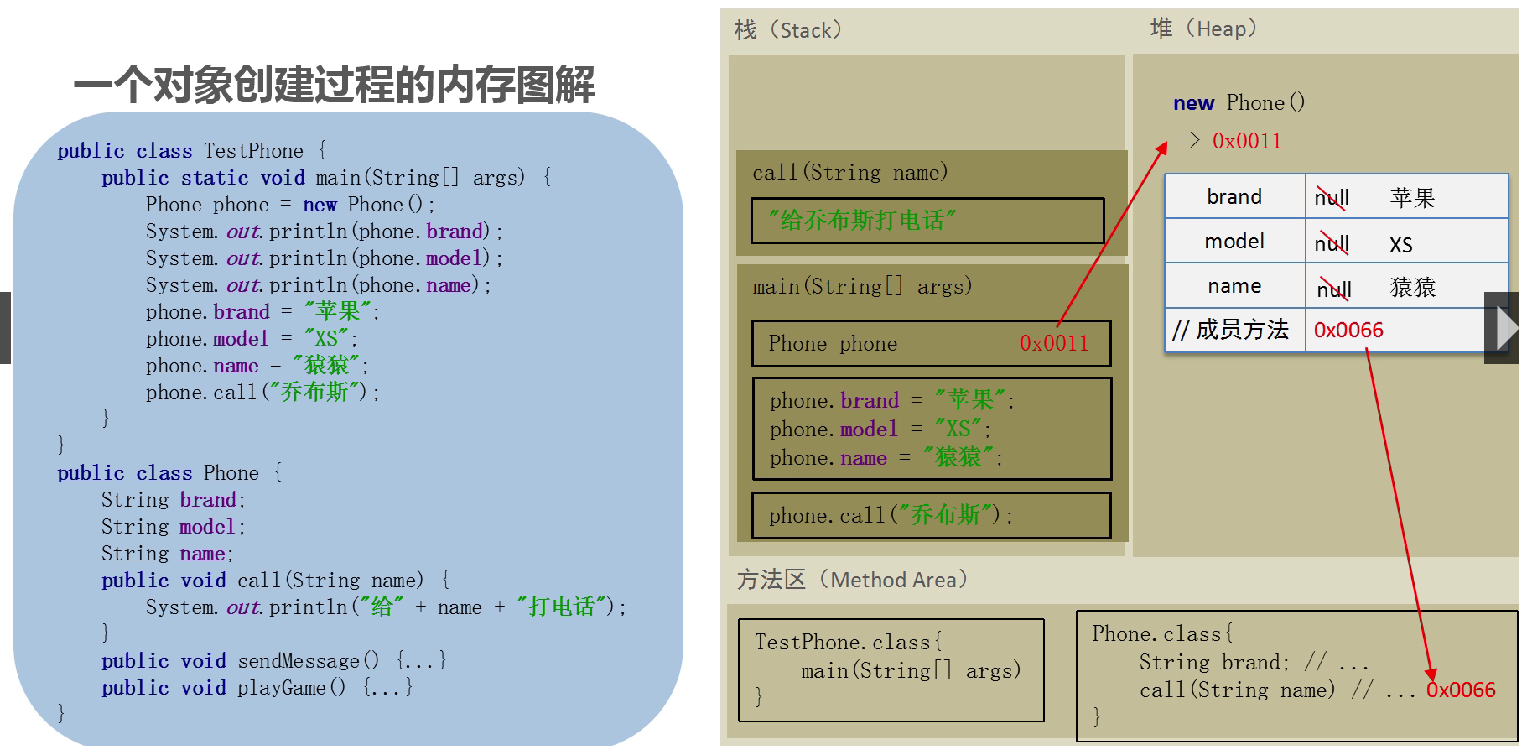 一个对象创建过程的内存图解
public class TestPhone {
public static void main(String[] args) {
Phone phone = new Phone();
System.out.println(phone.brand);
System.out.println(phone.model);
System.out.println(phone.name);
phone.brand = "苹果";
phone.model = "XS";
phone.name = "猿猿";
phone.call("乔布斯");
}
}
public class Phone {
String brand;
String model;
String name;
public void call(String name) {
System.out.println("给" + name + "打电话");
}
public void sendMessage() {...}
public void playGame() {...}
}
栈（Stack）
call(String name)
"给乔布斯打电话"
main(String[] args)
Phone phone 0x0011
phone.brand = "苹果";
phone.model = "XS";
phone.name = "猿猿";
phone.call("乔布斯");
堆（Heap）
new Phone()
> 0x0011
brand null 苹果
model null XS
name null 猿猿
// 成员方法 0x0066
方法区（Method Area）
TestPhone.class{
main(String[] args)
}
Phone.class{
String brand; // ...
call(String name) // ... 0x0066
}